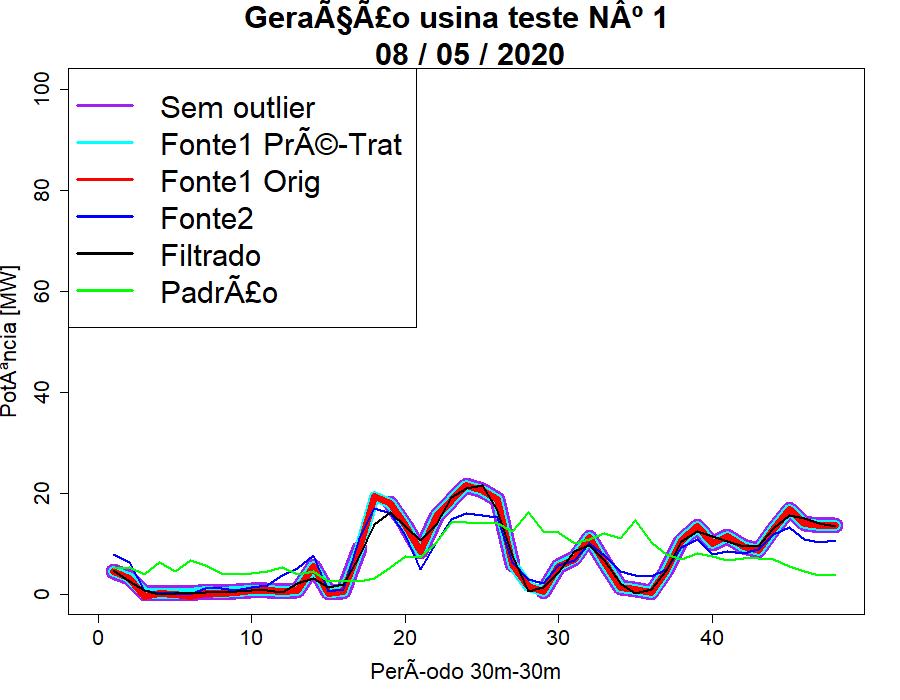 GeraÃ§Ã£o usina teste NÂº 1
08 / 05 / 2020
Sem outlier
Fonte1 PrÃ©-Trat
Fonte1 Orig
Fonte2
Filtrado
PadrÃ£o
100
80
60
40
20
0
PotÃªncia [MW]
0 10 20 30 40
PerÃ-odo 30m-30m